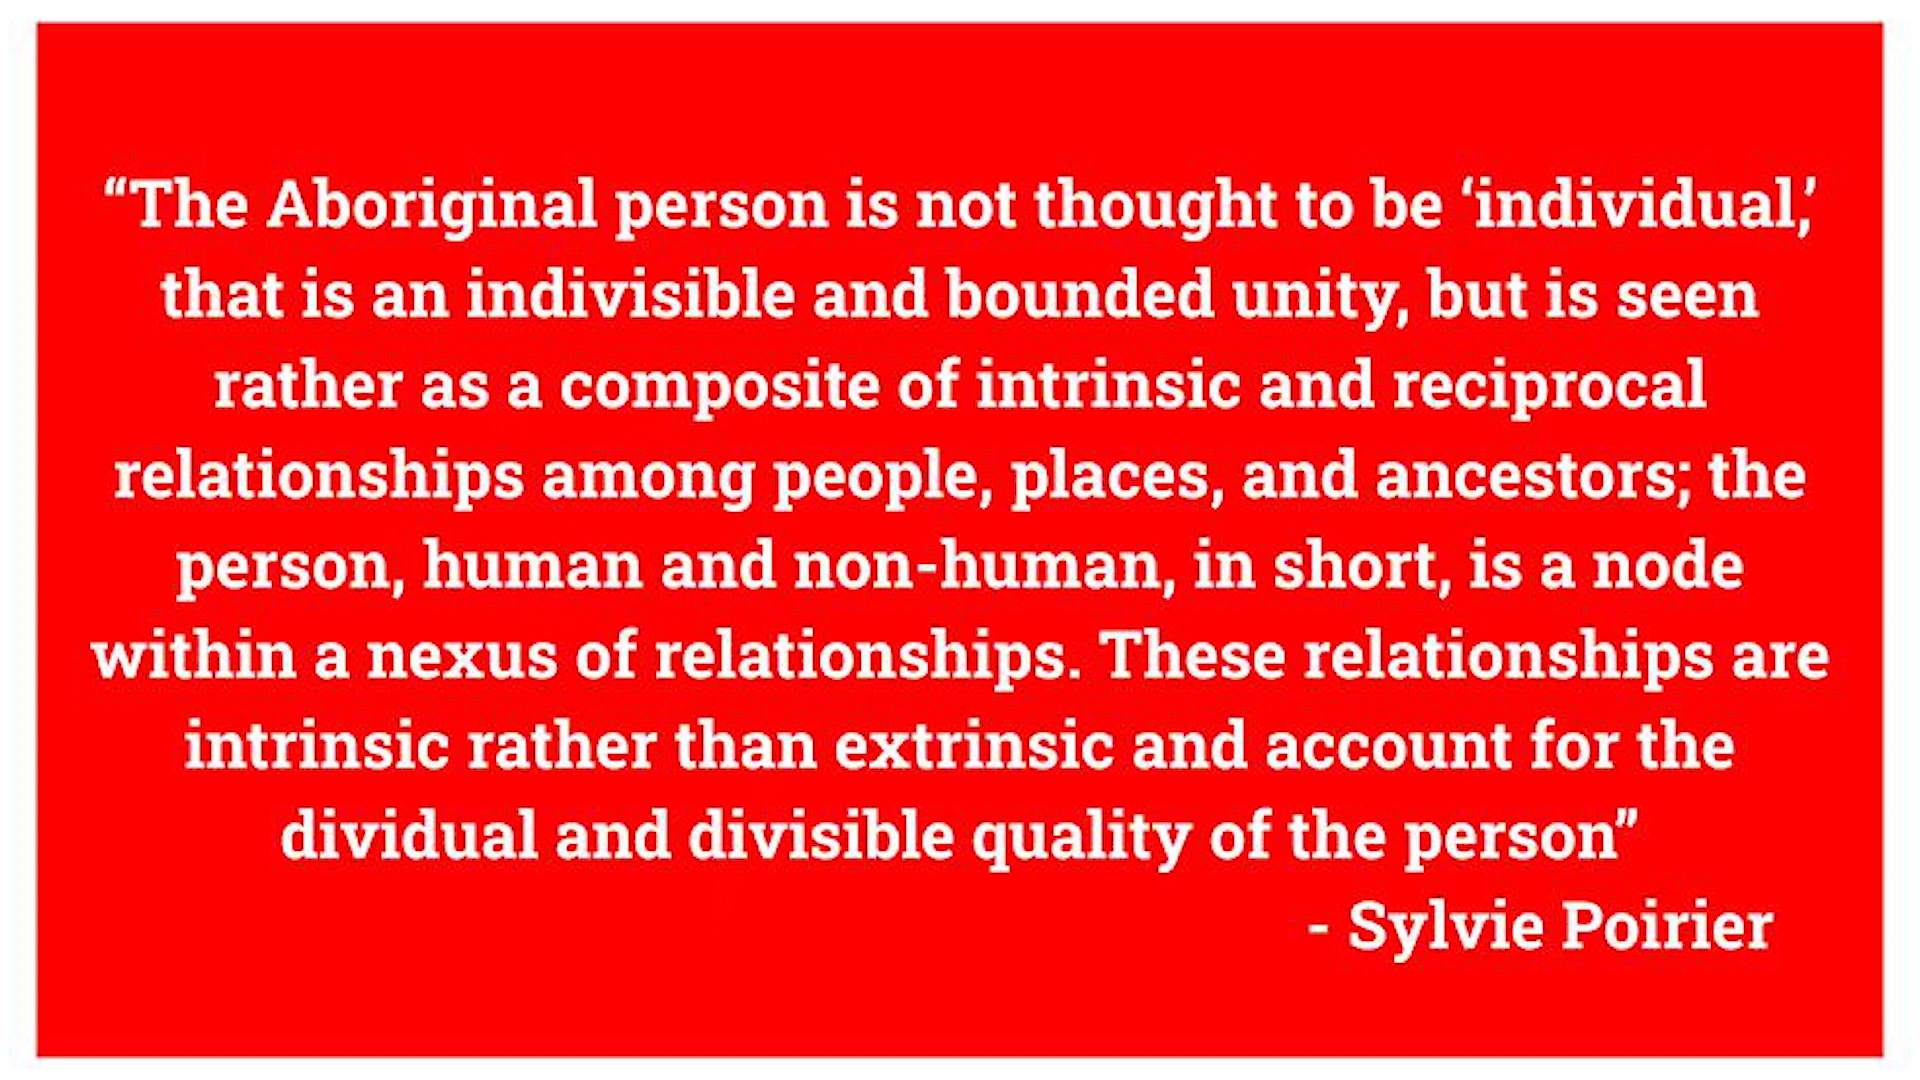 “The Aboriginal person is not thought to be ‘individual,’
that is an indivisible and bounded unity, but is seen
rather as a composite of intrinsic and reciprocal
relationships among people, places, and ancestors; the
person, human and non-human, in short, is a node
within a nexus of relationships. These relationships are
intrinsic rather than extrinsic and account for the
dividual and divisible quality of the person”
- Sylvie Poirier